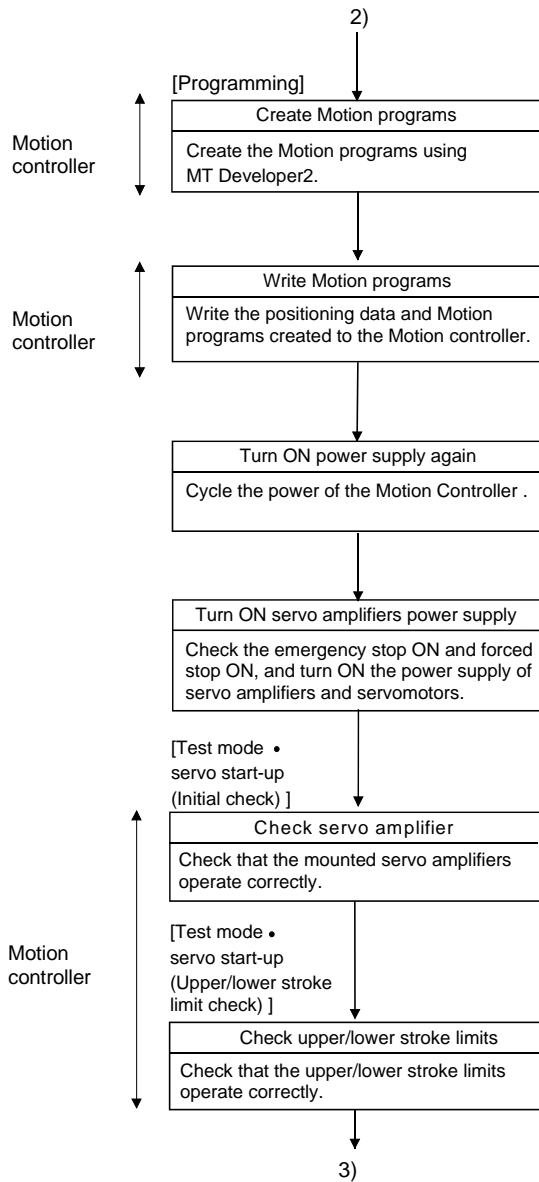 2)
[Programming]
Create Motion programs
Motion
controller
Create the Motion programs using
MT Developer2.
Write Motion programs
Motion
controller
Write the positioning data and Motion
programs created to the Motion controller.
Turn ON power supply again
Cycle the power of the Motion Controller .
Turn ON servo amplifiers power supply
Check the emergency stop ON and forced
stop ON, and turn ON the power supply of
servo amplifiers and servomotors.
[Test mode •
servo start-up
(Initial check) ]
Check servo amplifier
Check that the mounted servo amplifiers
operate correctly.
Motion
controller
[Test mode •
servo start-up
(Upper/lower stroke
limit check) ]
Check upper/lower stroke limits
Check that the upper/lower stroke limits
operate correctly.
3)